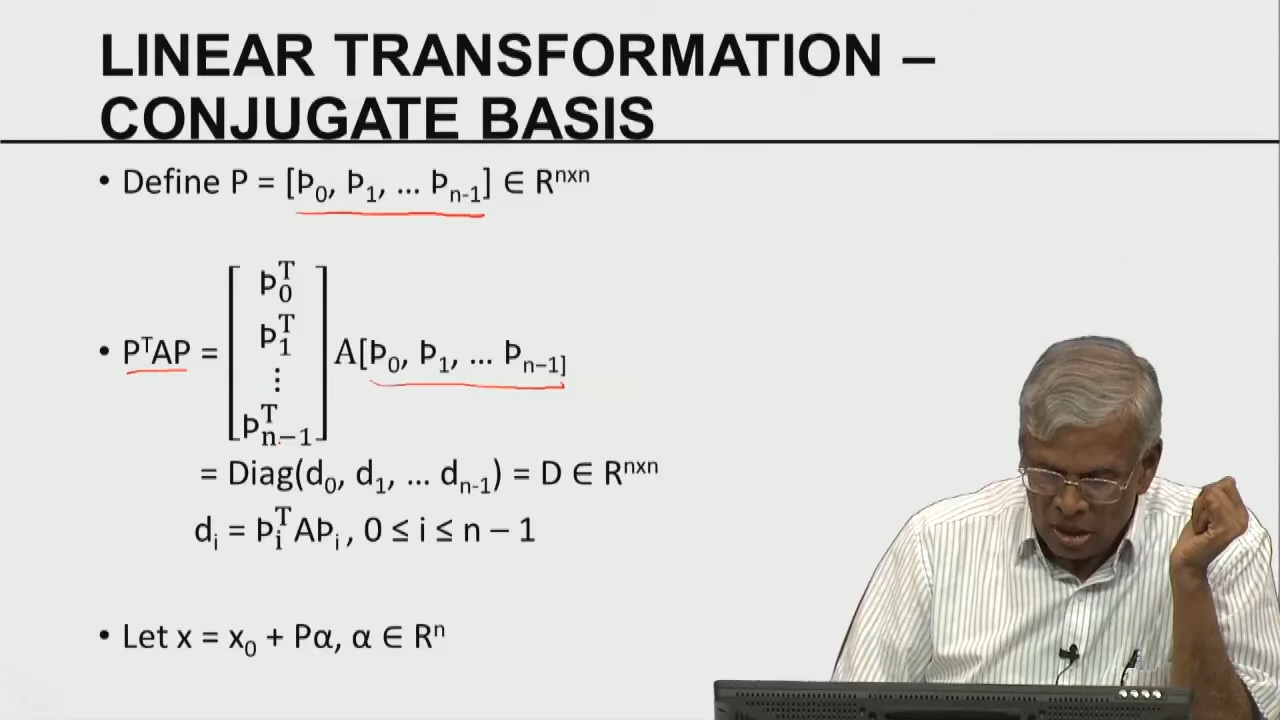 LINEAR TRANSFORMATION –
CONJUGATE BASIS
• Define P = [Þ₀, Þ₁, … Þₙ₋₁] ∈ Rⁿˣⁿ
• PᵀAP = [Þ₀ᵀ Þ₁ᵀ ⋮ Þₙ₋₁ᵀ] A[Þ₀, Þ₁, … Þₙ₋₁]
= Diag(d₀, d₁, … dₙ₋₁) = D ∈ Rⁿˣⁿ
dᵢ = ÞᵢᵀAÞᵢ , 0 ≤ i ≤ n – 1
• Let x = x₀ + Pα, α ∈ Rⁿ